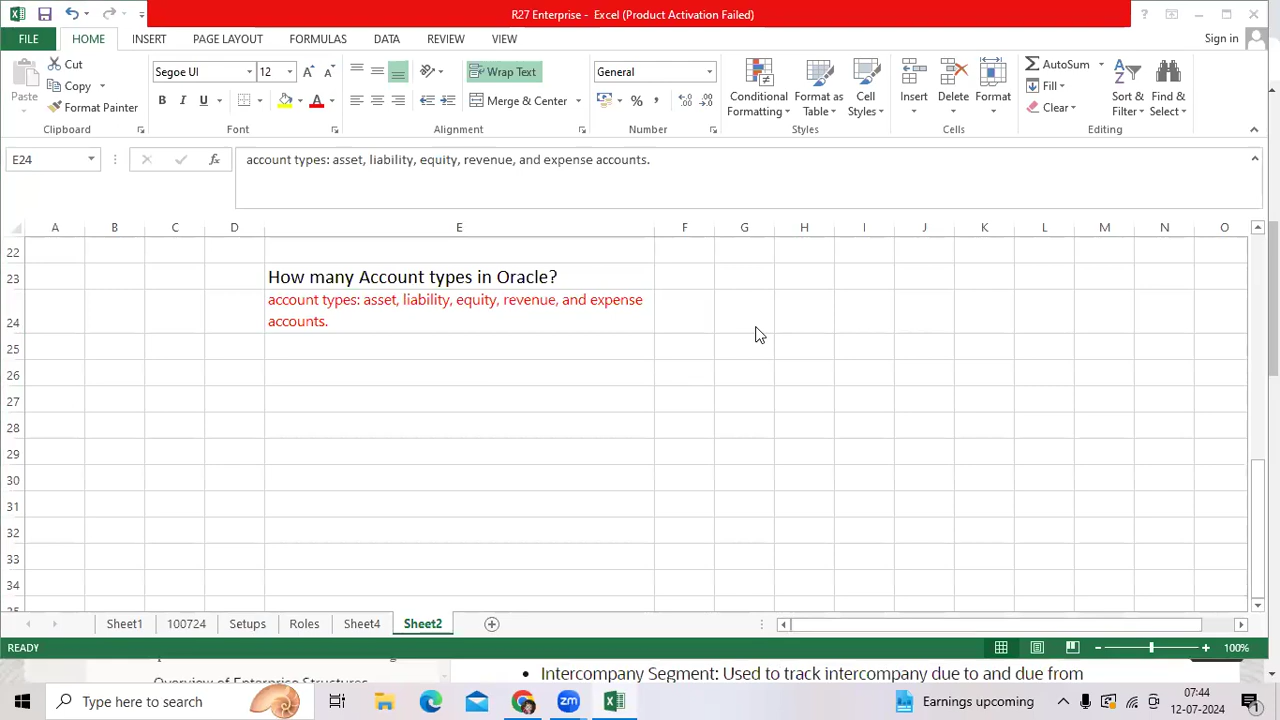 R27 Enterprise - Excel (Product Activation Failed)
FILE HOME INSERT PAGE LAYOUT FORMULAS DATA REVIEW VIEW Sign in
Paste Cut Copy Format Painter Clipboard
Segoe UI 12 B I U A Font
Wrap Text Merge & Center Alignment
General % , Number
Conditional Formatting Format as Table Cell Styles Styles
Insert Delete Format Cells
AutoSum Fill Clear Sort & Filter Find & Select Editing
E24 fx account types: asset, liability, equity, revenue, and expense accounts.
A B C D E F G H I J K L M N O
22
23 How many Account types in Oracle?
24 account types: asset, liability, equity, revenue, and expense
accounts.
25
26
27
28
29
30
31
32
33
34
Sheet1 100724 Setups Roles Sheet4 Sheet2
READY 100%
Overview of Enterprise Structures
• Intercompany Segment: Used to track intercompany due to and due from
Type here to search Earnings upcoming 07:44
12-07-2024